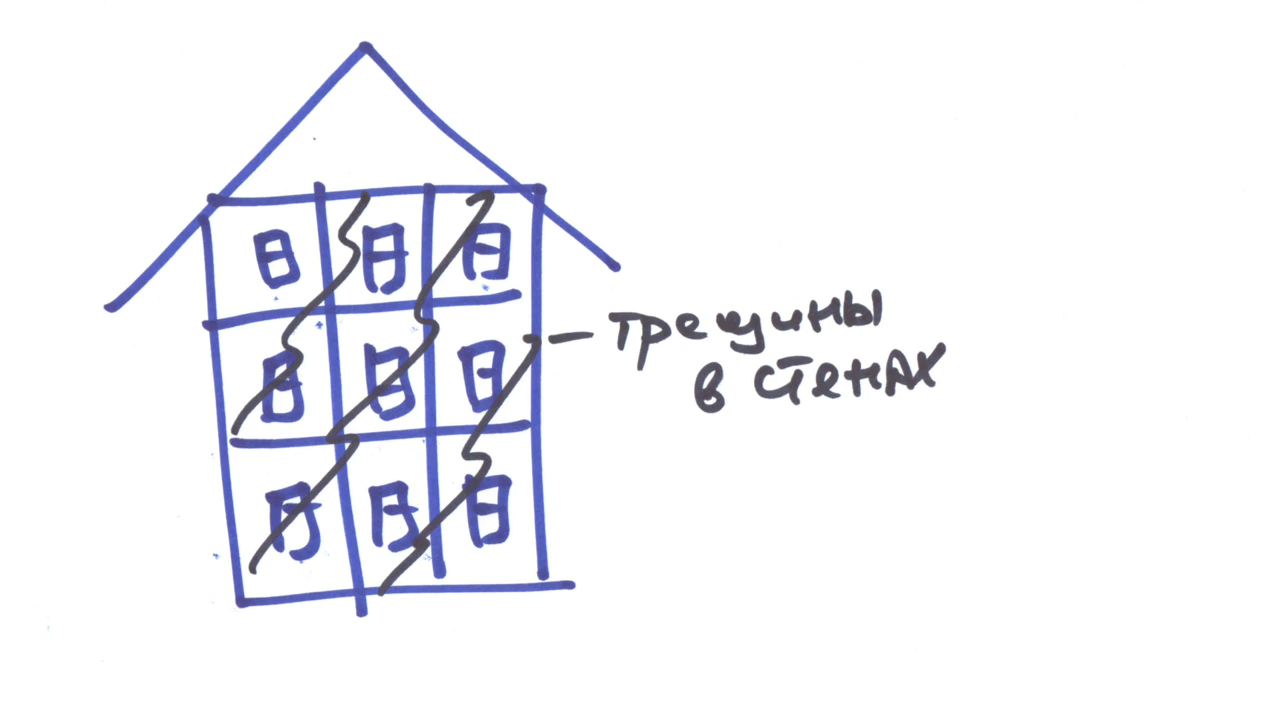 трещины
в стенах